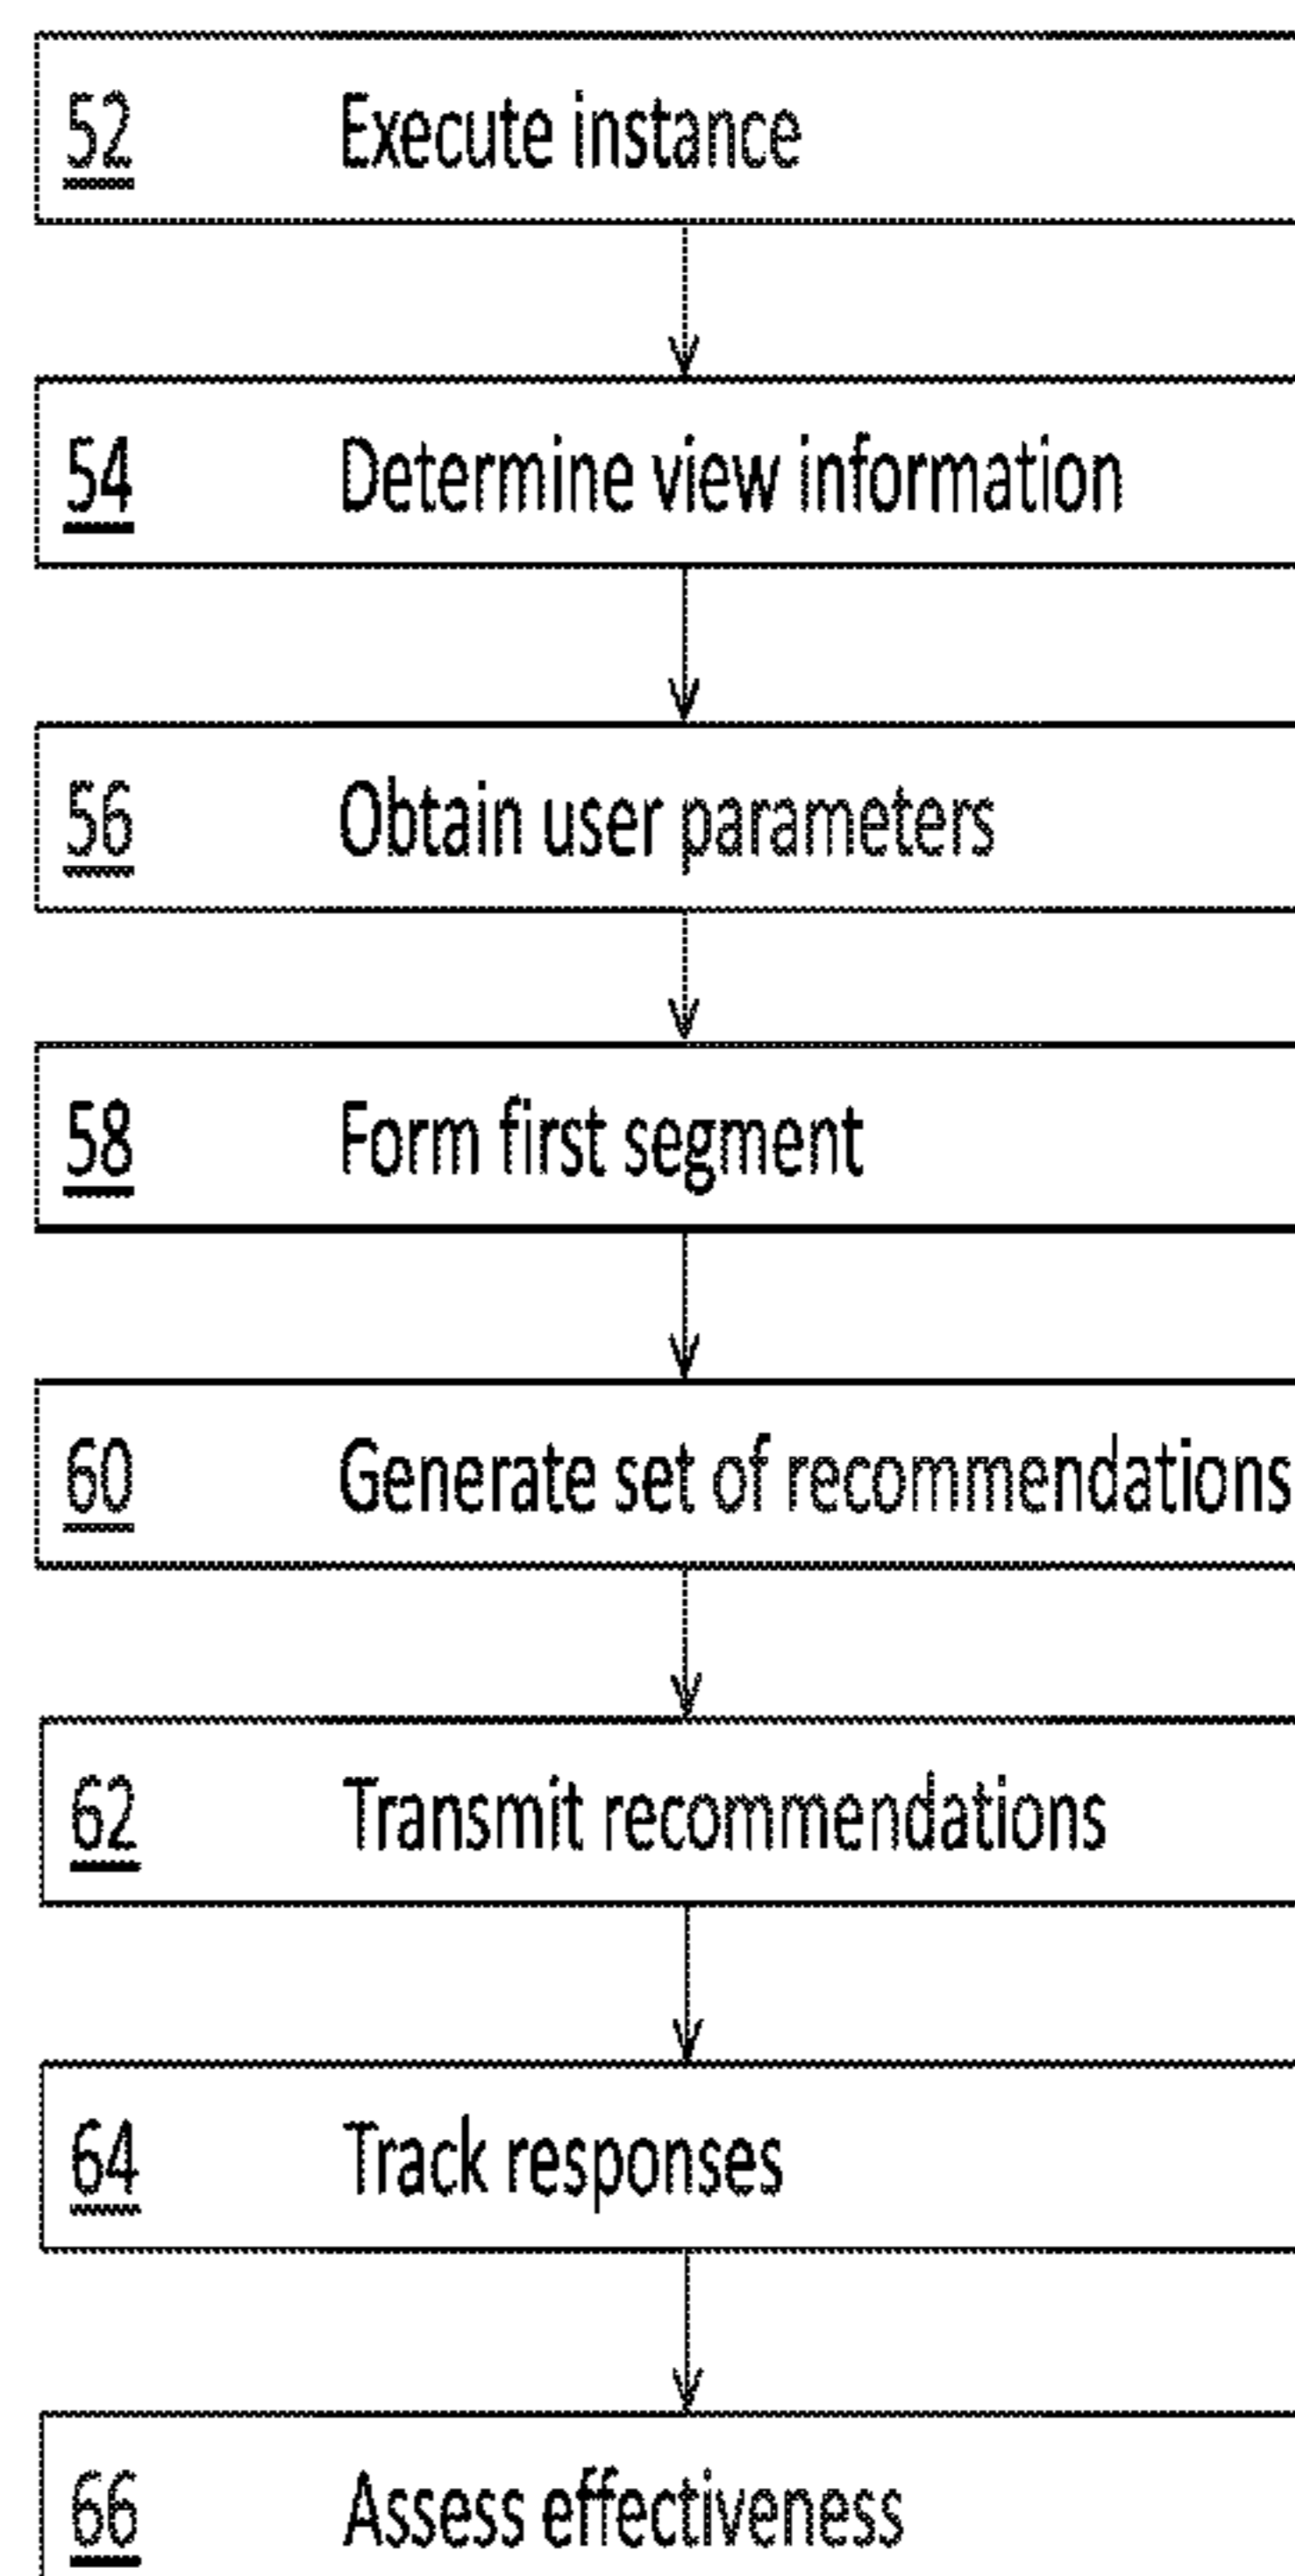 52 Execute instance
54 Determine view information
56 Obtain user parameters
58 Form first segment
60 Generate set of recommendations
62 Transmit recommendations
64 Track responses
66 Assess effectiveness